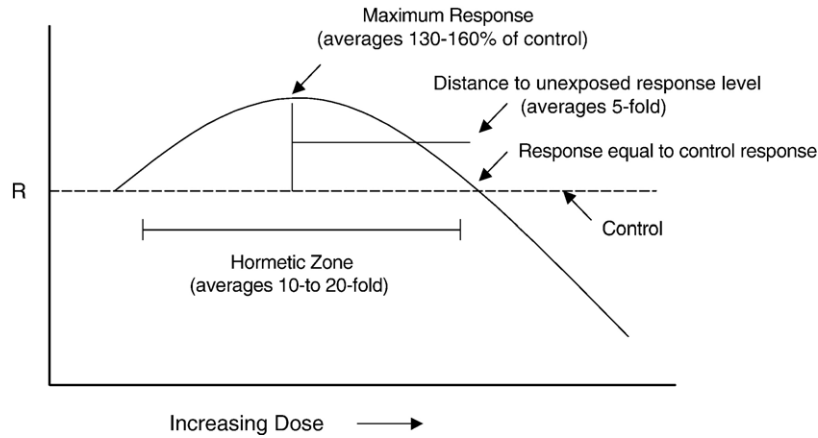 Maximum Response
(averages 130-160% of control)
Distance to unexposed response level
(averages 5-fold)
Response equal to control response
R
Control
Hormetic Zone
(averages 10-to 20-fold)
Increasing Dose